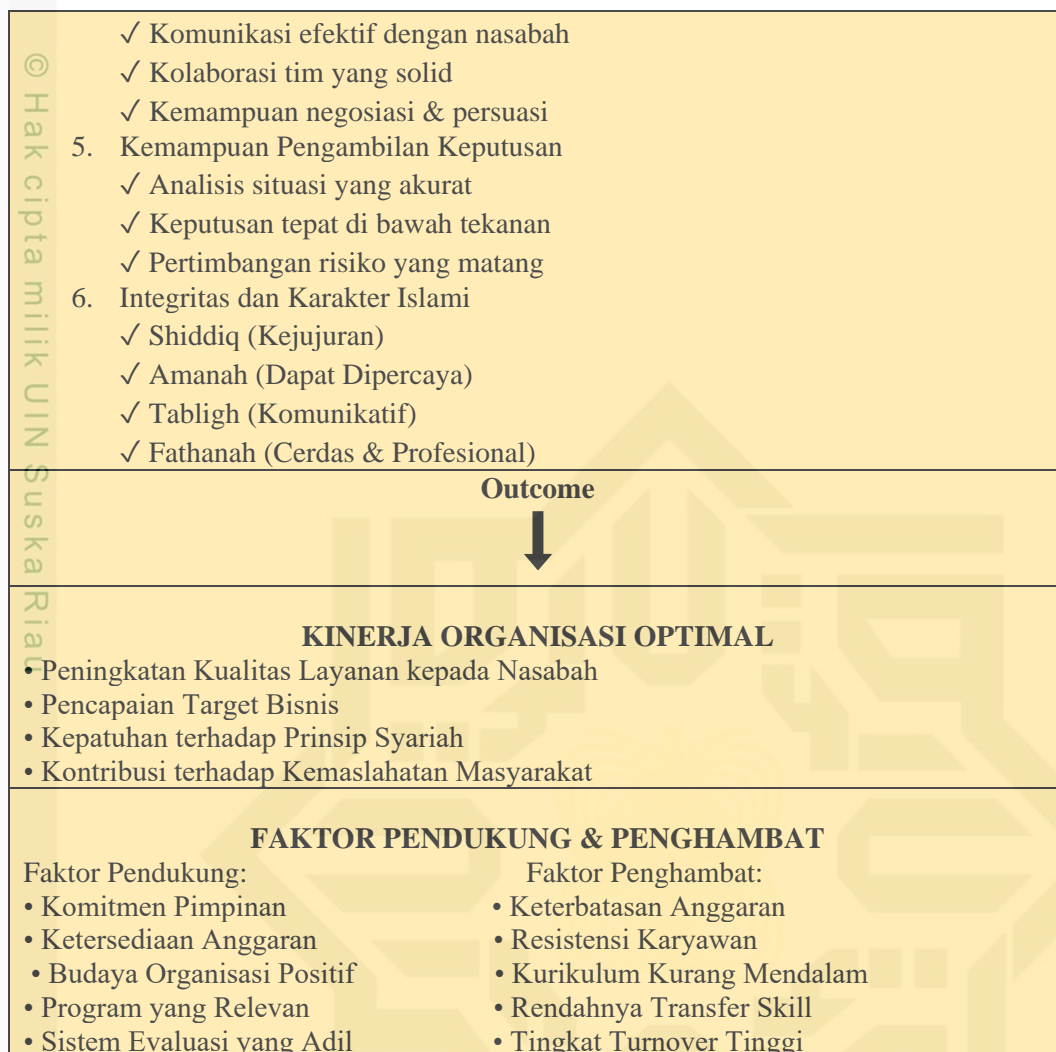 ✓ Komunikasi efektif dengan nasabah
✓ Kolaborasi tim yang solid
✓ Kemampuan negosiasi & persuasi
5. Kemampuan Pengambilan Keputusan
✓ Analisis situasi yang akurat
✓ Keputusan tepat di bawah tekanan
✓ Pertimbangan risiko yang matang
6. Integritas dan Karakter Islami
✓ Shiddiq (Kejujuran)
✓ Amanah (Dapat Dipercaya)
✓ Tabligh (Komunikatif)
✓ Fathanah (Cerdas & Profesional)
Outcome
KINERJA ORGANISASI OPTIMAL
• Peningkatan Kualitas Layanan kepada Nasabah
• Pencapaian Target Bisnis
• Kepatuhan terhadap Prinsip Syariah
• Kontribusi terhadap Kemaslahatan Masyarakat
FAKTOR PENDUKUNG & PENGHAMBAT
Faktor Pendukung: Faktor Penghambat:
• Komitmen Pimpinan • Keterbatasan Anggaran
• Ketersediaan Anggaran • Resistensi Karyawan
• Budaya Organisasi Positif • Kurikulum Kurang Mendalam
• Program yang Relevan • Rendahnya Transfer Skill
• Sistem Evaluasi yang Adil • Tingkat Turnover Tinggi
© Hak cipta milik UIN Suska Riau